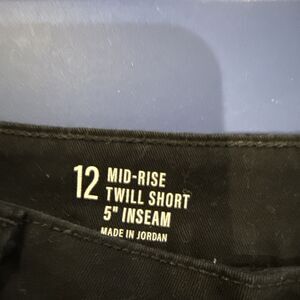 12 MID-RISE
TWILL SHORT
5" INSEAM
MADE IN JORDAN